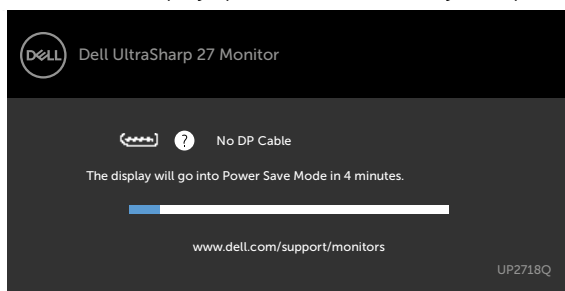 DELL
Dell UltraSharp 27 Monitor
? No DP Cable
The display will go into Power Save Mode in 4 minutes.
www.dell.com/support/monitors
UP2718Q